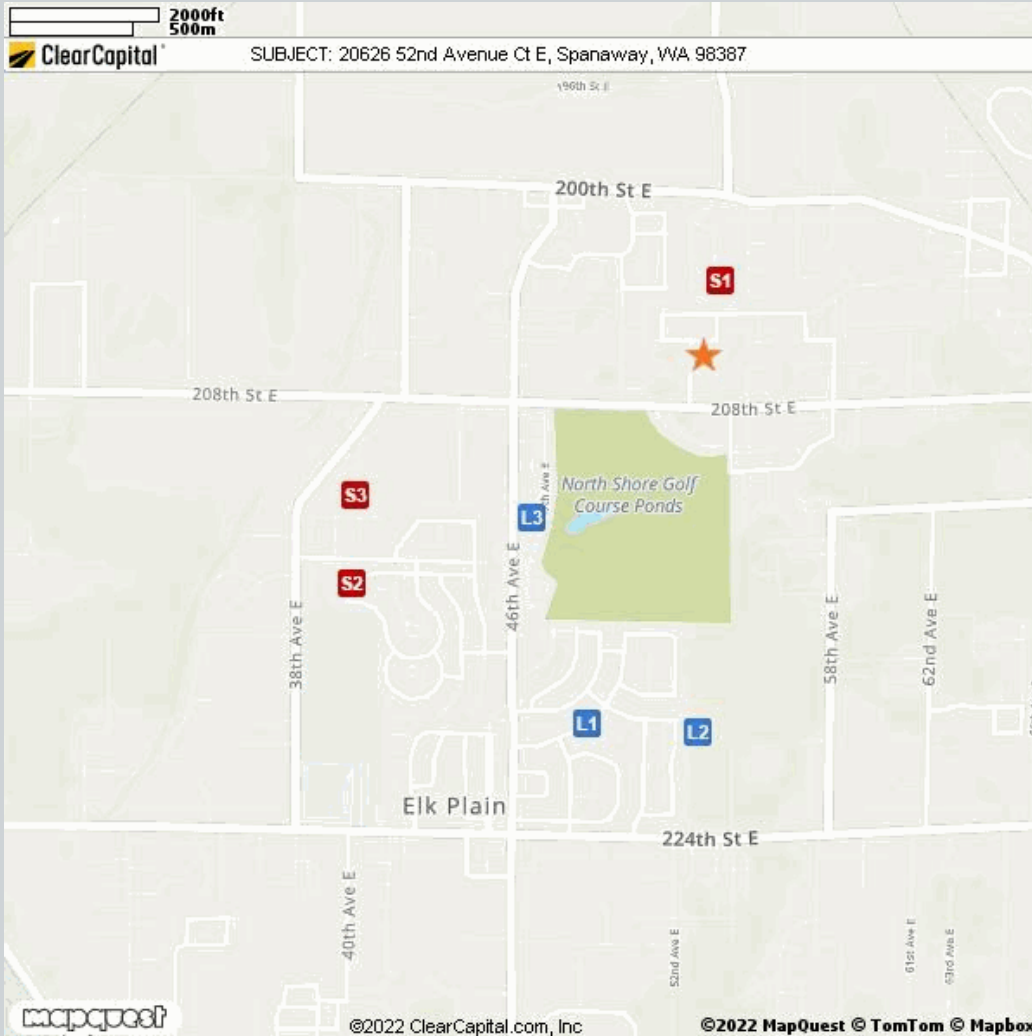 2000ft
500m
ClearCapital
SUBJECT: 20626 52nd Avenue Ct E, Spanaway, WA 98387
196th St E
200th St E
S1
208th St E
208th St E
North Shore Golf
Course Ponds
S3
L3
46th Ave E
S2
38th Ave E
58th Ave E
62nd Ave E
L1
L2
Elk Plain
224th St E
40th Ave E
52nd Ave E
61st Ave E
63rd Ave E
mapquest
©2022 ClearCapital.com, Inc
©2022 MapQuest © TomTom © Mapbox